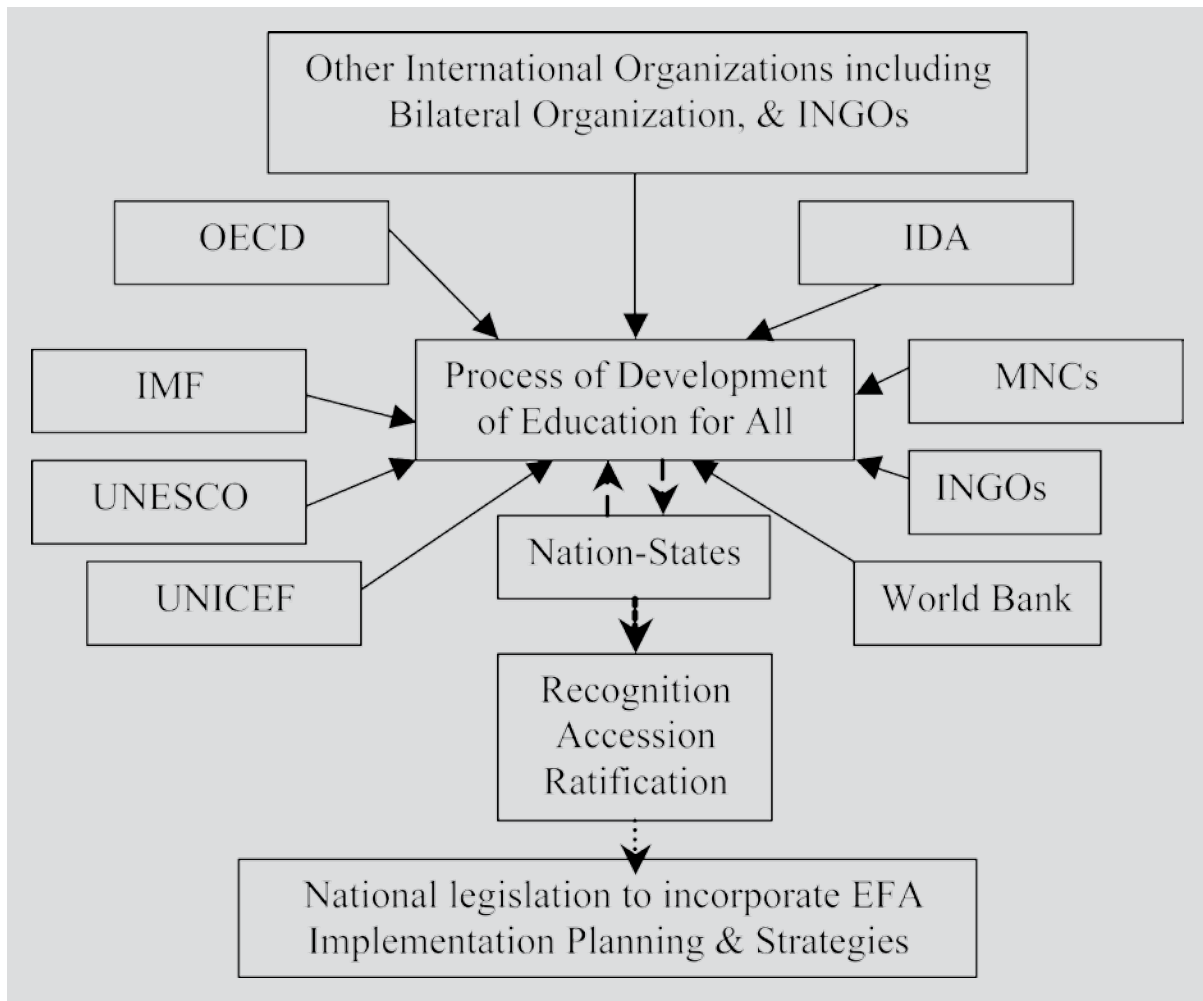 Other International Organizations including
Bilateral Organization, & INGOs
OECD
IDA
IMF
Process of Development
of Education for All
MNCs
UNESCO
INGOs
Nation-States
UNICEF
World Bank
Recognition
Accession
Ratification
National legislation to incorporate EFA
Implementation Planning & Strategies